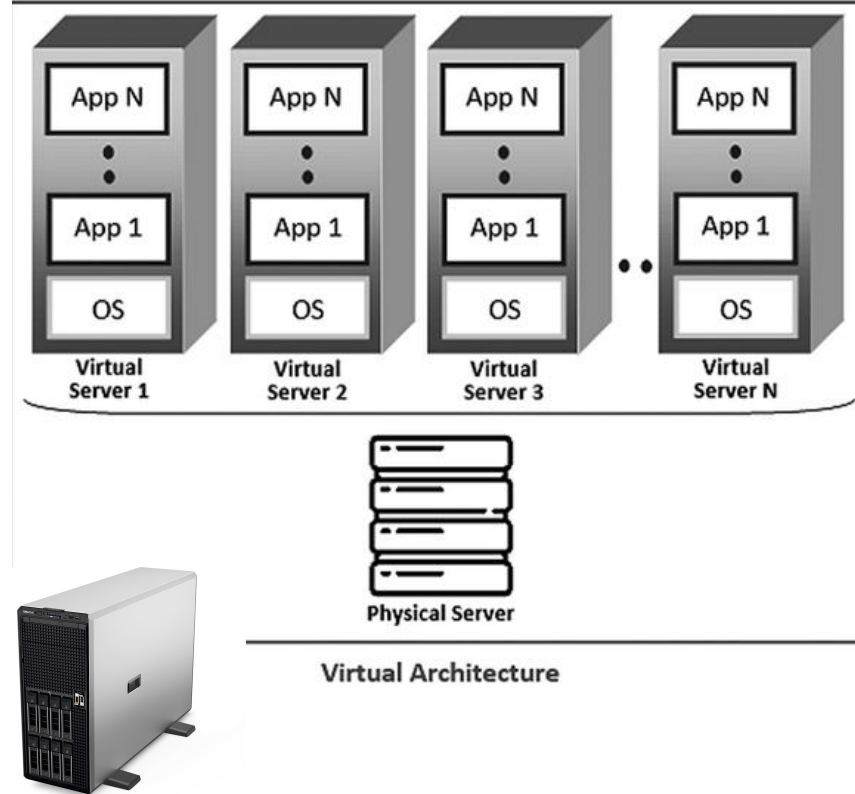 App N
App N
App N
App N
App 1
App 1
App 1
App 1
OS
OS
OS
OS
Virtual
Server 1
Virtual
Server 2
Virtual
Server 3
Virtual
Server N
Physical Server
Virtual Architecture